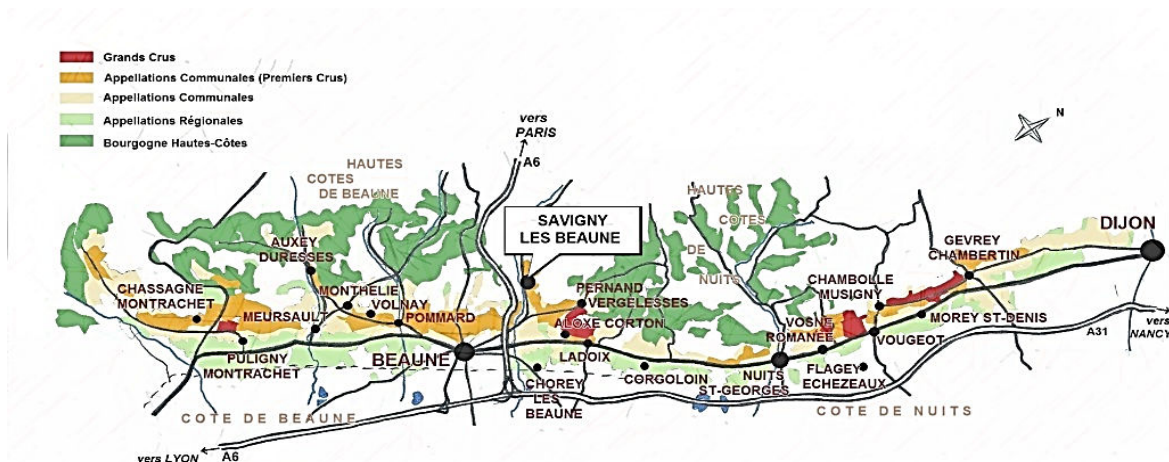 Grands Crus
Appellations Communales (Premiers Crus)
Appellations Communales
Appellations Régionales
Bourgogne Hautes-Côtes
vers
PARIS
A6
N
HAUTES
COTES
DE BEAUNE
HAUTES
COTES
DE
NUITS
SAVIGNY
LES BEAUNE
DIJON
AUXEY
DURESSES
GEVREY
CHAMBERTIN
CHASSAGNE
MONTRACHET
MONTHELIE
VOLNAY
PERNAND
VERGELESSES
CHAMBOLLE
MUSIGNY
MEURSAULT
POMMARD
ALOXE CORTON
VOSNE
ROMANEE
MOREY ST-DENIS
vers
NANCY
A31
VOUGEOT
PULIGNY
MONTRACHET
BEAUNE
LADOIX
CHOREY
LES
BEAUNE
CORGOLOIN
NUITS
ST-GEORGES
FLAGEY
ECHEZEAUX
COTE DE BEAUNE
COTE DE NUITS
vers LYON
A6